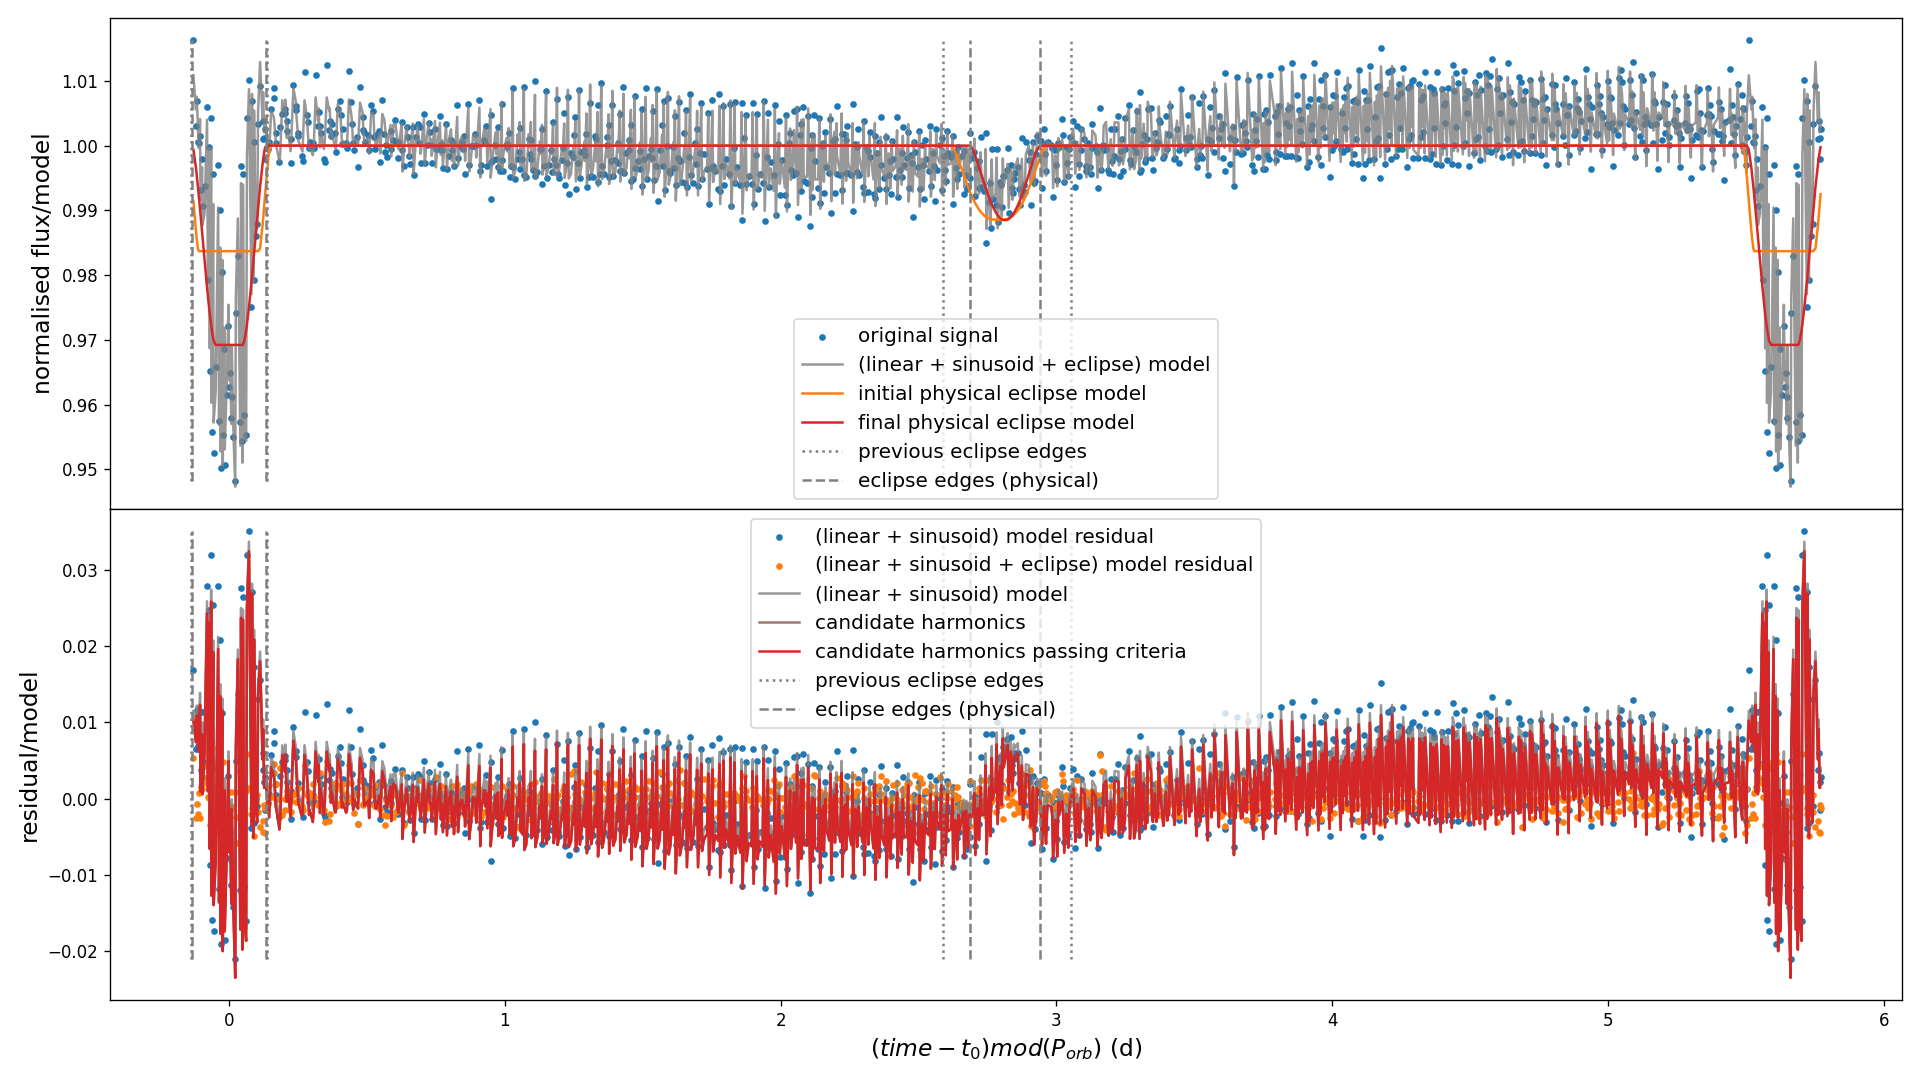 normalised flux/model
1.01
1.00
0.99
0.98
0.97
0.96
0.95
original signal
(linear + sinusoid + eclipse) model
initial physical eclipse model
final physical eclipse model
previous eclipse edges
eclipse edges (physical)
residual/model
0.03
0.02
0.01
0.00
−0.01
−0.02
(linear + sinusoid) model residual
(linear + sinusoid + eclipse) model residual
(linear + sinusoid) model
candidate harmonics
candidate harmonics passing criteria
previous eclipse edges
eclipse edges (physical)
0 1 2 3 4 5 6
(time − t₀)mod(Pₒᵣb) (d)